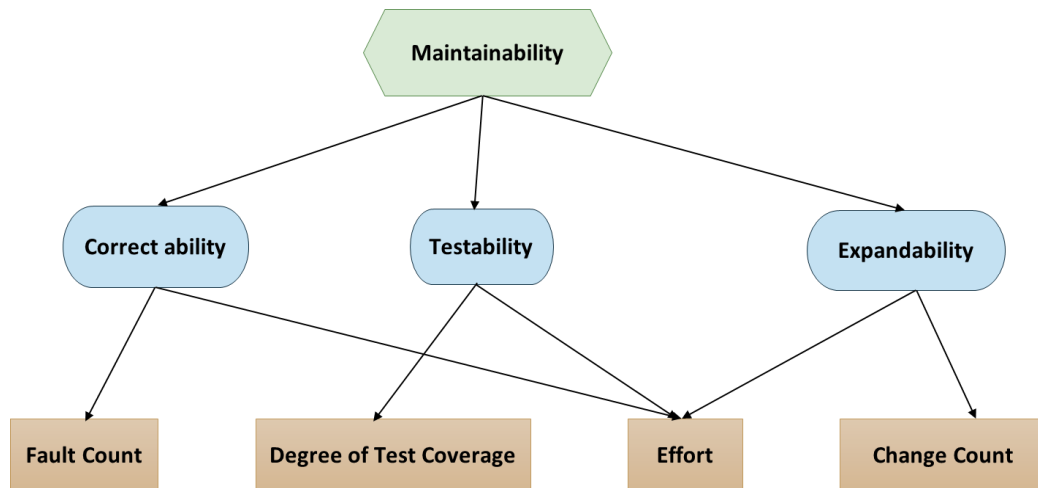 Maintainability
Correct ability
Testability
Expandability
Fault Count
Degree of Test Coverage
Effort
Change Count